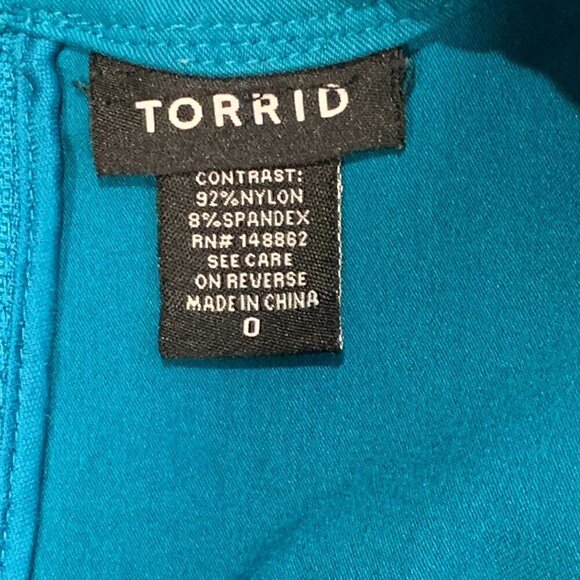 TORRID
CONTRAST:
92%NYLON
8%SPANDEX
RN# 148862
SEE CARE
ON REVERSE
MADE IN CHINA
0